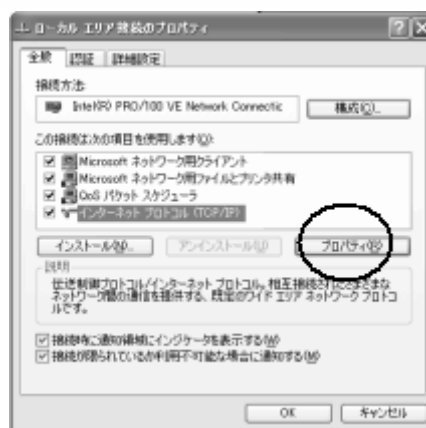 ローカル エリア接続のプロパティ
全般 認証 詳細設定
接続方法:
Intel(R) PRO/100 VE Network Connectic
構成(C)...
この接続は次の項目を使用します(O):
Microsoft ネットワーク用クライアント
Microsoft ネットワーク用ファイルとプリンタ共有
QoS パケット スケジューラ
インターネット プロトコル (TCP/IP)
インストール(N)... アンインストール(U) プロパティ(R)
説明
伝送制御プロトコル/インターネット プロトコル。相互接続されたさまざまな
ネットワーク間の通信を提供する、既定のワイド エリア ネットワーク プロトコ
ルです。
接続時に通知領域にインジケータを表示する(W)
接続が限られているか利用不可能な場合に通知する(M)
OK キャンセル